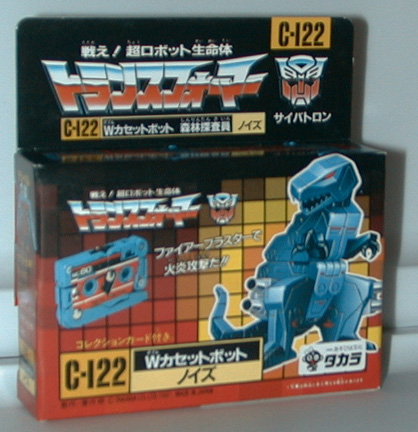 C-122
戦え!超ロボット生命体
トランスフォーマー
サイバトロン
C-122 Wカセットボット 森林探査員 ノイズ
戦え!超ロボット生命体
トランスフォーマー
ファイアーブラスターで
火炎攻撃だ!!
コレクションカード付き
C-122
Wカセットボット
ノイズ
タカラ